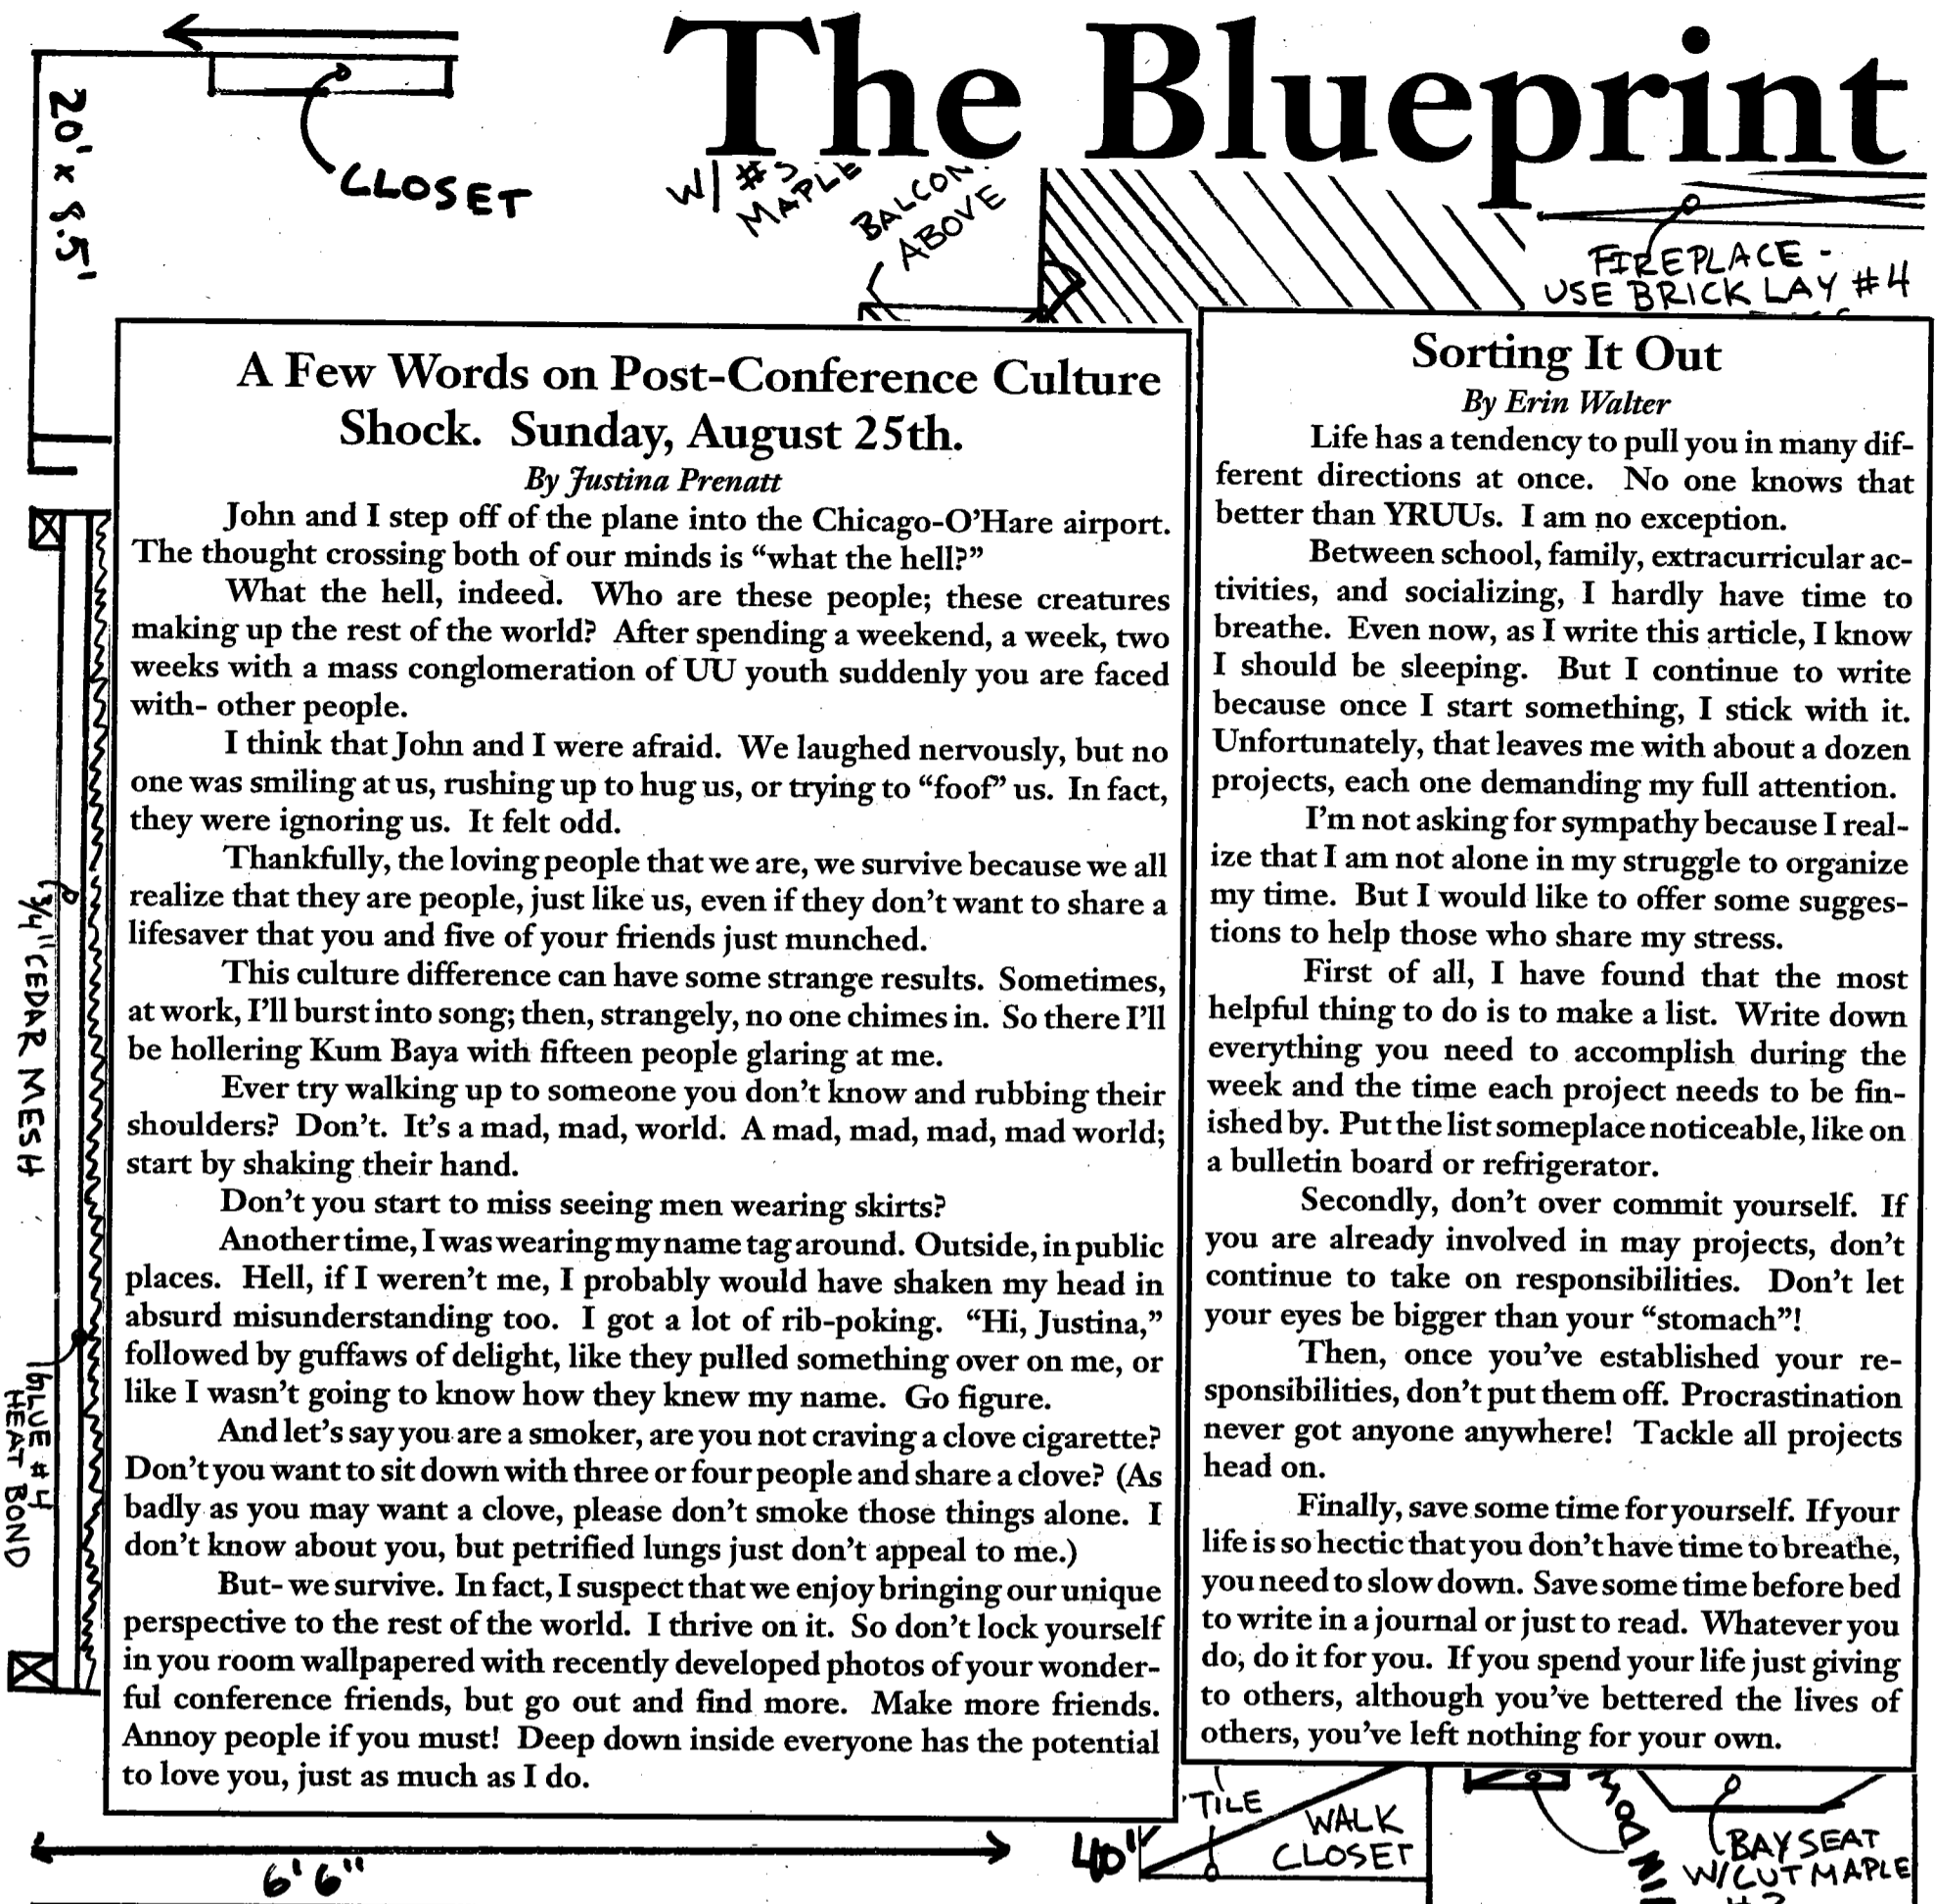 The Blueprint
20' x 8.5'
CLOSET
W/ #3
MAPLE
ABOVE
FIREPLACE -
USE BRICK LAY #4
A Few Words on Post-Conference Culture
Shock.  Sunday, August 25th.
By Justina Prenatt
John and I step off of the plane into the Chicago-O'Hare airport.
The thought crossing both of our minds is “what the hell?”
What the hell, indeed.  Who are these people; these creatures
making up the rest of the world?  After spending a weekend, a week, two
weeks with a mass conglomeration of UU youth suddenly you are faced
with- other people.
I think that John and I were afraid.  We laughed nervously, but no
one was smiling at us, rushing up to hug us, or trying to “foof” us.  In fact,
they were ignoring us.  It felt odd.
Thankfully, the loving people that we are, we survive because we all
realize that they are people, just like us, even if they don't want to share a
lifesaver that you and five of your friends just munched.
This culture difference can have some strange results.  Sometimes,
at work, I'll burst into song; then, strangely, no one chimes in.  So there I'll
be hollering Kum Baya with fifteen people glaring at me.
Ever try walking up to someone you don't know and rubbing their
shoulders?  Don't.  It's a mad, mad, world.  A mad, mad, mad, mad world;
start by shaking their hand.
Don't you start to miss seeing men wearing skirts?
Another time, I was wearing my name tag around. Outside, in public
places.  Hell, if I weren't me, I probably would have shaken my head in
absurd misunderstanding too.  I got a lot of rib-poking.  “Hi, Justina,”
followed by guffaws of delight, like they pulled something over on me, or
like I wasn't going to know how they knew my name.  Go figure.
And let's say you are a smoker, are you not craving a clove cigarette?
Don't you want to sit down with three or four people and share a clove? (As
badly as you may want a clove, please don't smoke those things alone.  I
don't know about you, but petrified lungs just don't appeal to me.)
But- we survive. In fact, I suspect that we enjoy bringing our unique
perspective to the rest of the world.  I thrive on it.  So don't lock yourself
in you room wallpapered with recently developed photos of your wonder-
ful conference friends, but go out and find more.  Make more friends.
Annoy people if you must!  Deep down inside everyone has the potential
to love you, just as much as I do.
Sorting It Out
By Erin Walter
Life has a tendency to pull you in many dif-
ferent directions at once.  No one knows that
better than YRUUs.  I am no exception.
Between school, family, extracurricular ac-
tivities, and socializing, I hardly have time to
breathe.  Even now, as I write this article, I know
I should be sleeping.  But I continue to write
because once I start something, I stick with it.
Unfortunately, that leaves me with about a dozen
projects, each one demanding my full attention.
I'm not asking for sympathy because I real-
ize that I am not alone in my struggle to organize
my time.  But I would like to offer some sugges-
tions to help those who share my stress.
First of all, I have found that the most
helpful thing to do is to make a list.  Write down
everything you need to accomplish during the
week and the time each project needs to be fin-
ished by. Put the list someplace noticeable, like on
a bulletin board or refrigerator.
Secondly, don't over commit yourself.  If
you are already involved in may projects, don't
continue to take on responsibilities.  Don't let
your eyes be bigger than your “stomach”!
Then, once you've established your re-
sponsibilities, don't put them off. Procrastination
never got anyone anywhere!  Tackle all projects
head on.
Finally, save some time for yourself. If your
life is so hectic that you don't have time to breathe,
you need to slow down. Save some time before bed
to write in a journal or just to read.  Whatever you
do, do it for you.  If you spend your life just giving
to others, although you've bettered the lives of
others, you've left nothing for your own.
3/4" CEDAR MESH
BLUE #4
HEAT BOND
6' 6"
40'
TILE
WALK
CLOSET
BAY SEAT
W/CUT MAPLE